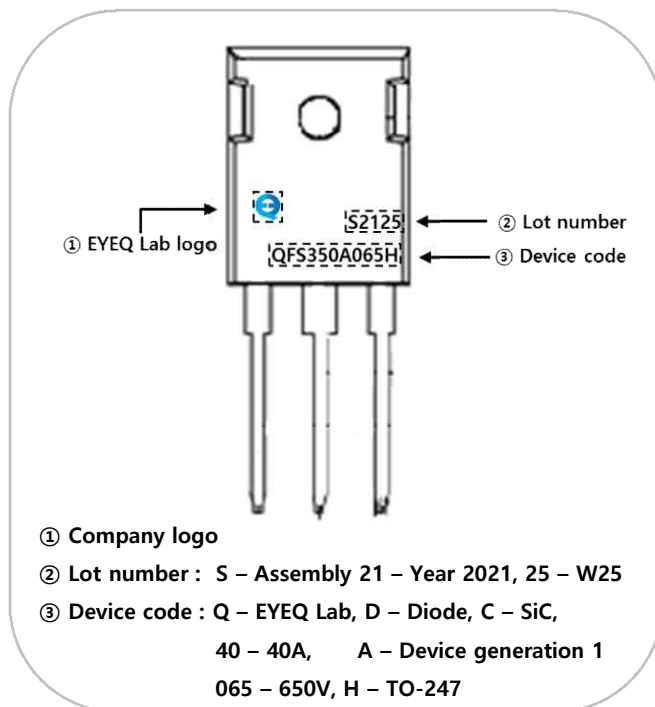 S2125
① EYEQ Lab logo
② Lot number
QFS350A065H
③ Device code
① Company logo
② Lot number : S – Assembly 21 – Year 2021, 25 – W25
③ Device code : Q – EYEQ Lab, D – Diode, C – SiC,
40 – 40A, A – Device generation 1
065 – 650V, H – TO-247